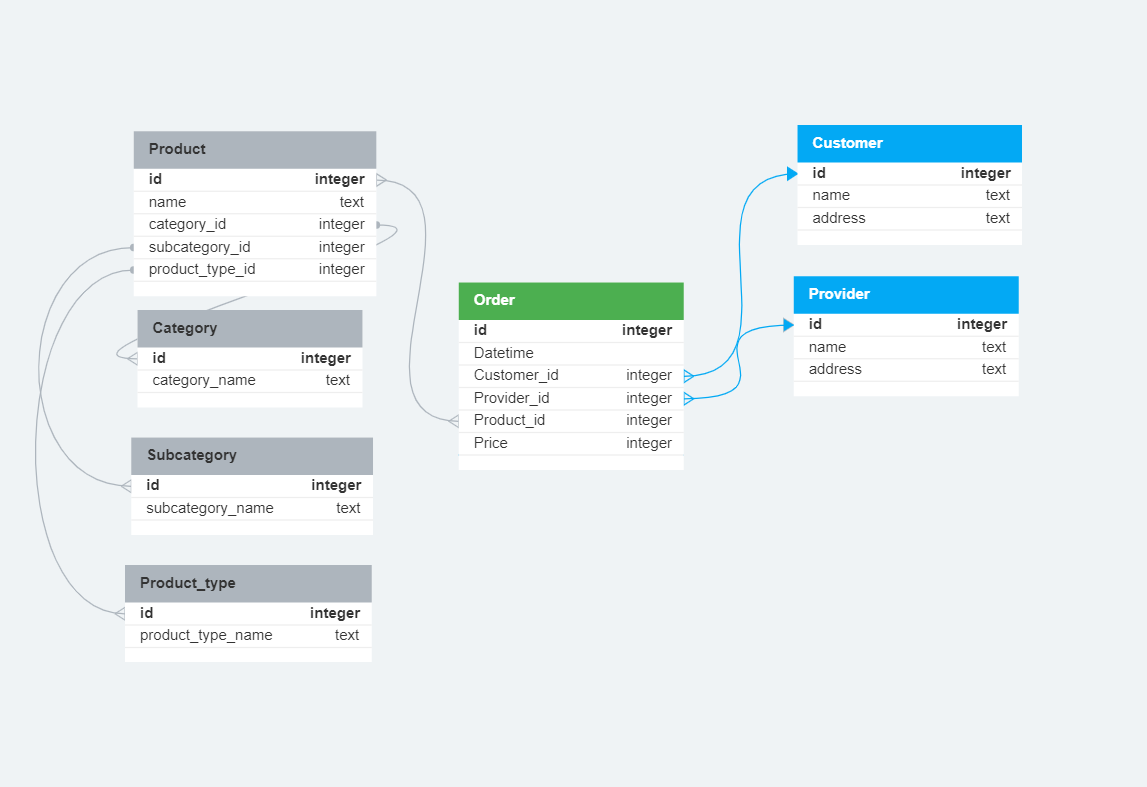 Product
id integer
name text
category_id integer
subcategory_id integer
product_type_id integer
Category
id integer
category_name text
Subcategory
id integer
subcategory_name text
Product_type
id integer
product_type_name text
Order
id integer
Datetime
Customer_id integer
Provider_id integer
Product_id integer
Price integer
Customer
id integer
name text
address text
Provider
id integer
name text
address text